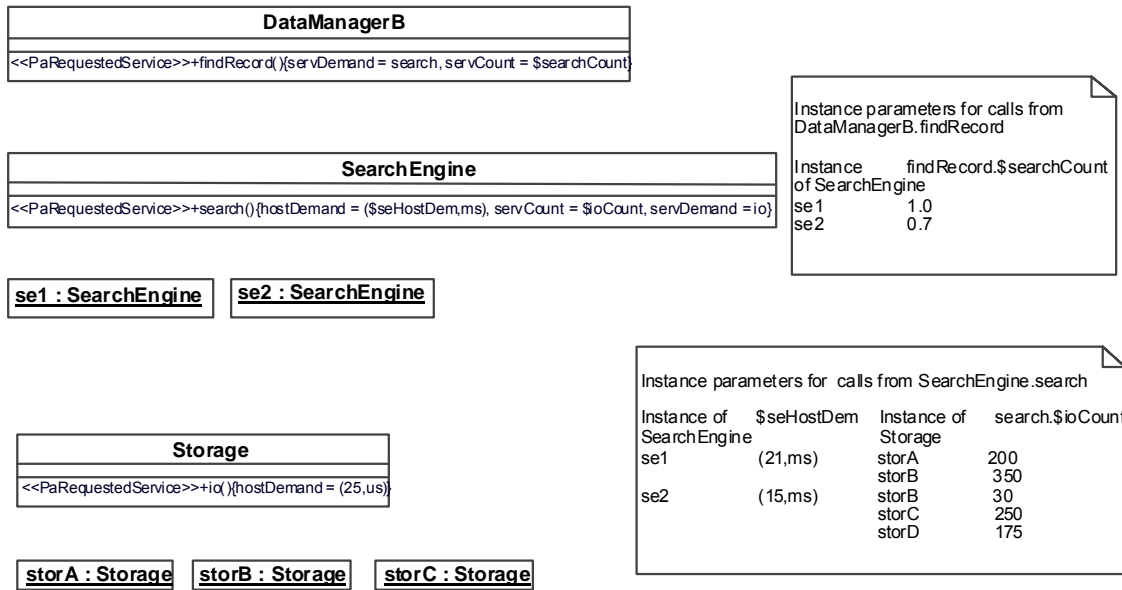 DataManagerB
<<PaRequestedService>>+findRecord(){servDemand = search, servCount = $searchCount}
Instance parameters for calls from
DataManagerB.findRecord
Instance findRecord.$searchCount
of SearchEngine
se1 1.0
se2 0.7
SearchEngine
<<PaRequestedService>>+search(){hostDemand = ($seHostDem,ms), servCount = $ioCount, servDemand =io}
se1 : SearchEngine
se2 : SearchEngine
Instance parameters for calls from SearchEngine.search
Instance of $seHostDem Instance of search.$ioCount
SearchEngine Storage
se1 (21,ms) storA 200
storB 350
se2 (15,ms) storB 30
storC 250
storD 175
Storage
<<PaRequestedService>>+io(){hostDemand = (25,us)}
storA : Storage
storB : Storage
storC : Storage